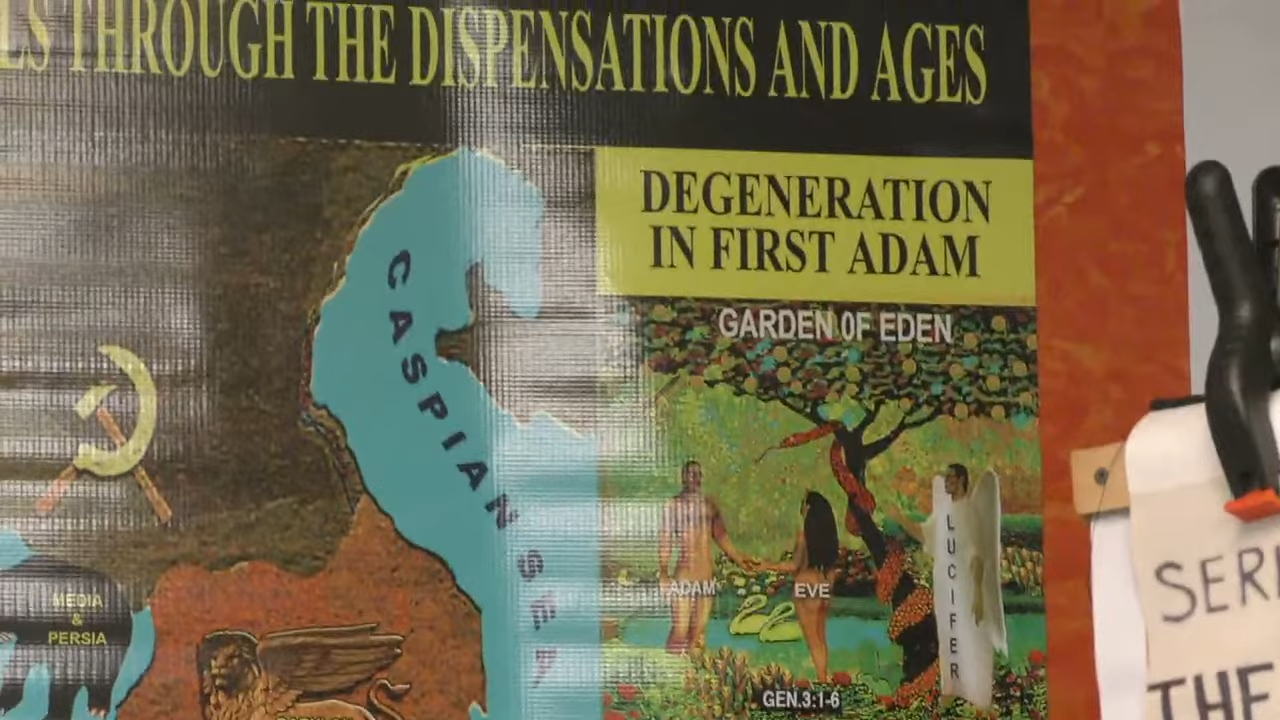 THROUGH THE DISPENSATIONS AND AGES
DEGENERATION
IN FIRST ADAM
GARDEN OF EDEN
CASPIAN SEA
ADAM
EVE
LUCIFER
MEDIA
&
PERSIA
GEN.3:1-6
THE